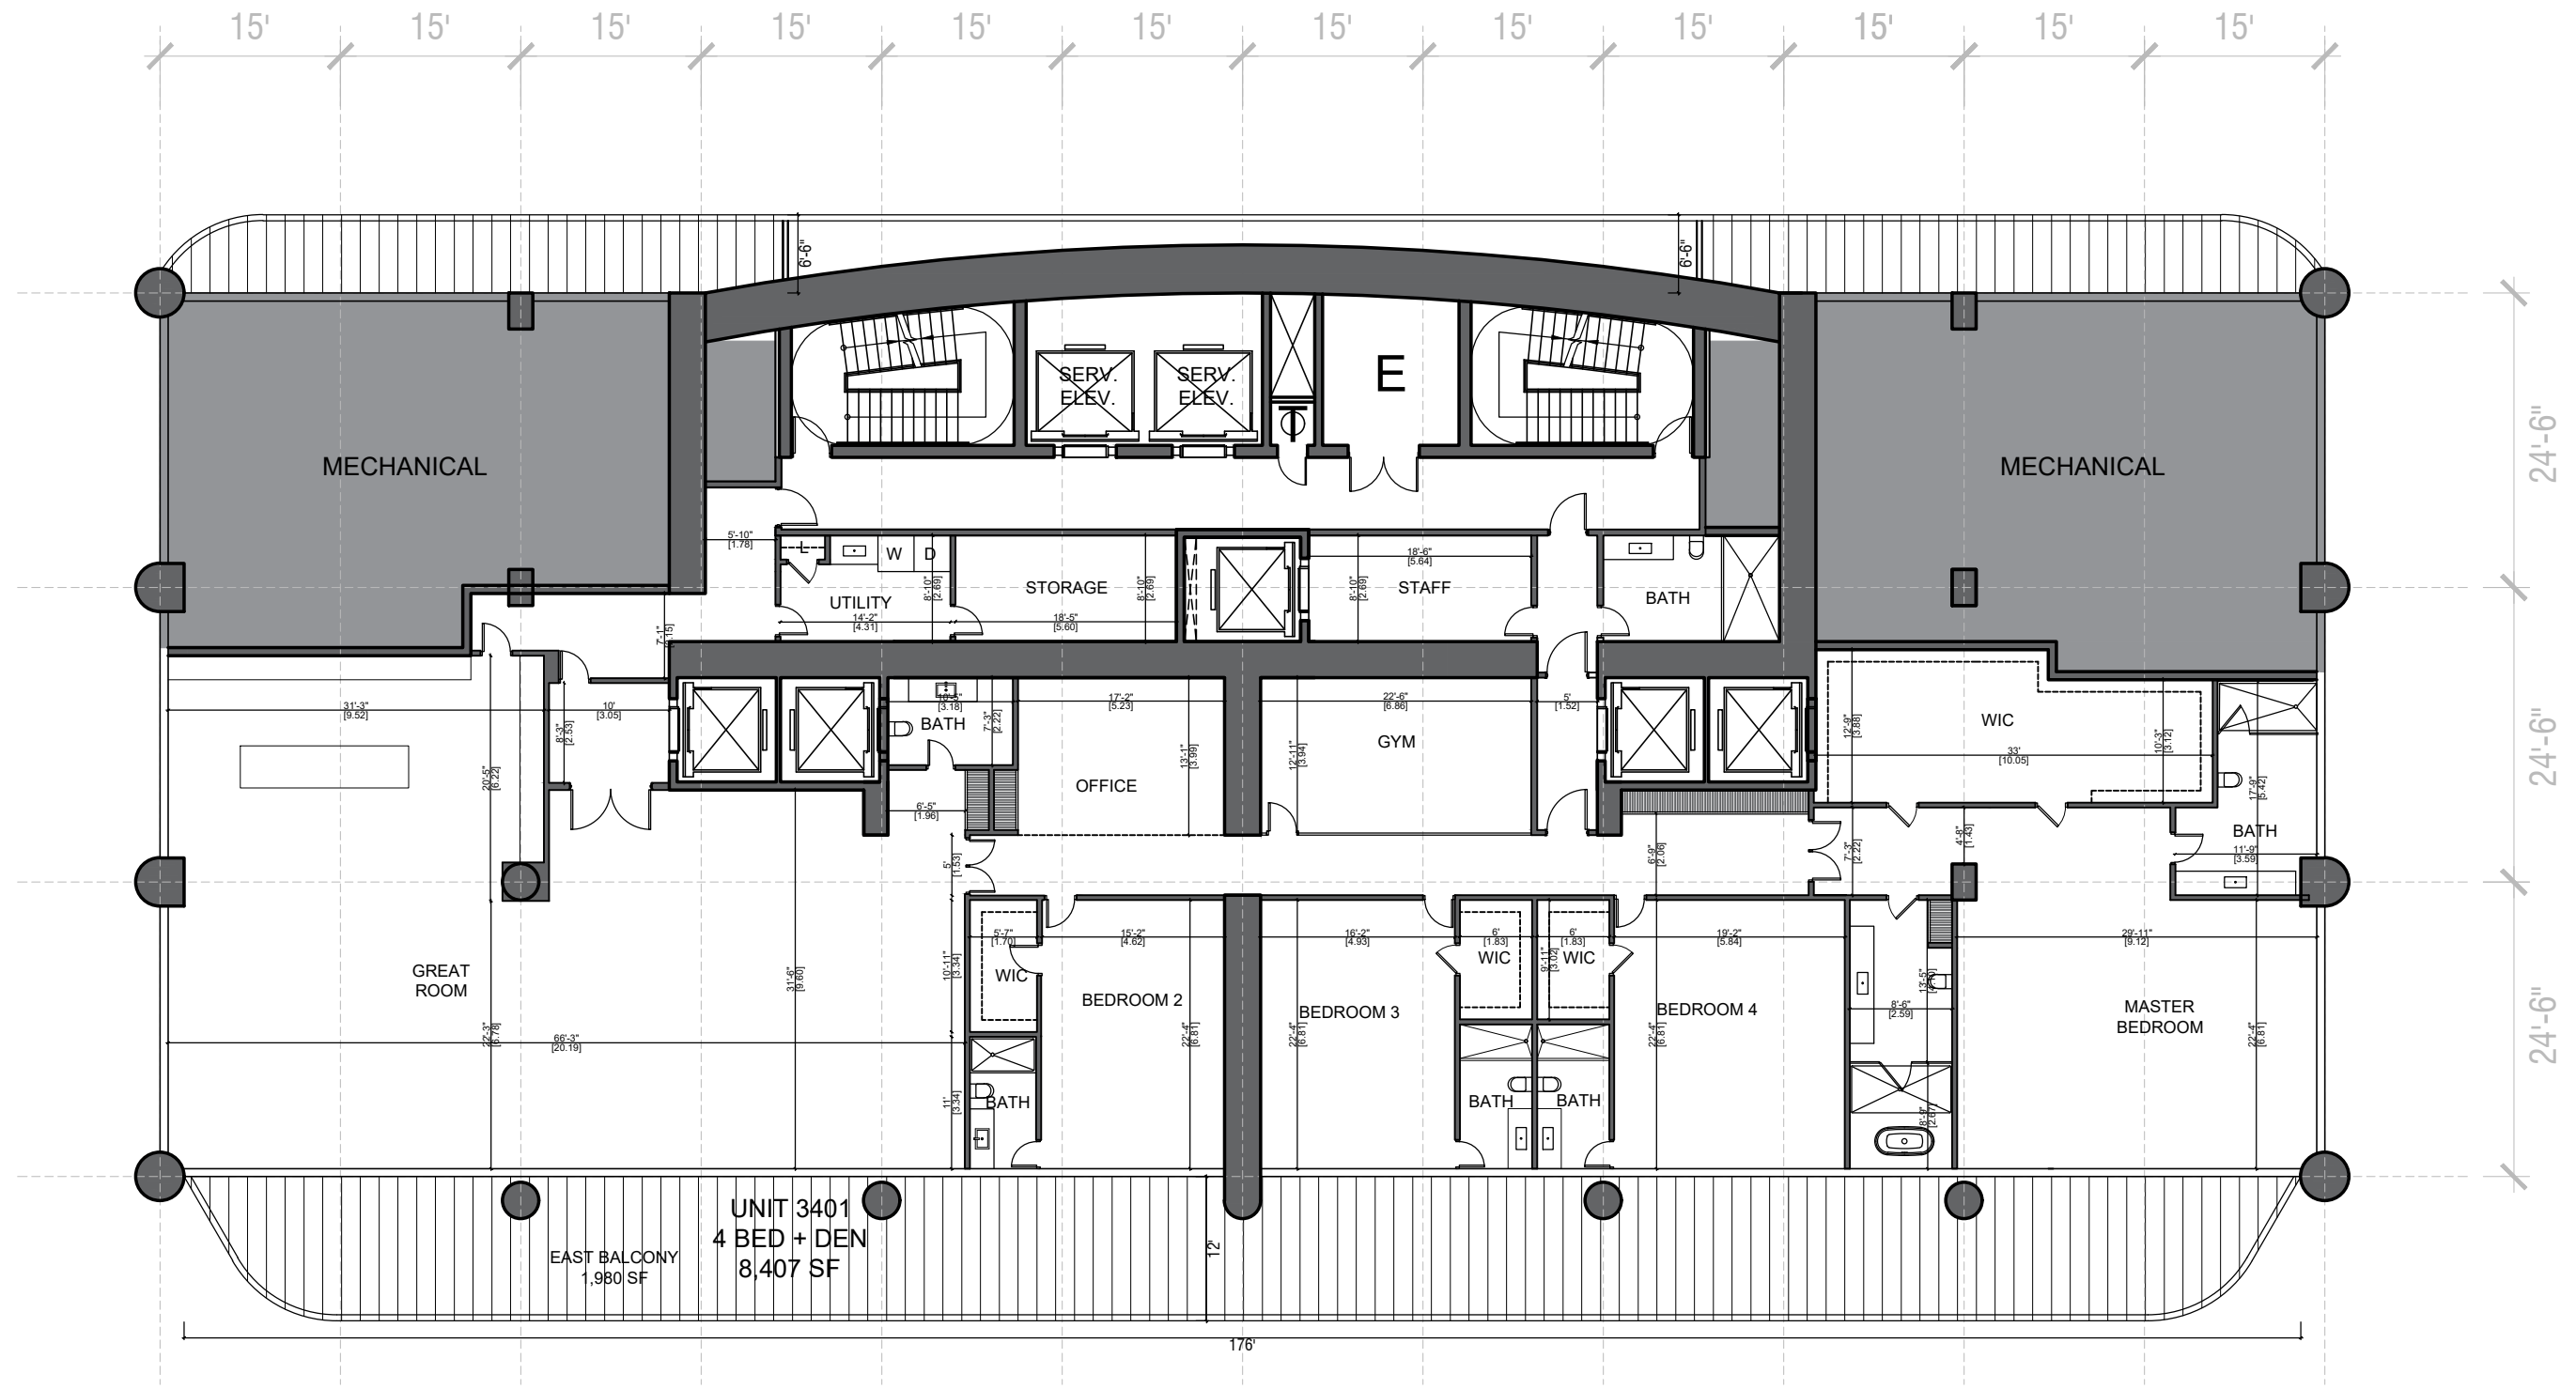 15' 15' 15' 15' 15' 15' 15' 15' 15' 15' 15' 15'
6'-6" 6'-6"
SERV.
ELEV.
SERV.
ELEV.
E
T
MECHANICAL
MECHANICAL
24'-6"
24'-6"
24'-6"
5'-10"
[1.78]
L
W
D
UTILITY
14'-2"
[4.31]
8'-10"
[2.69]
STORAGE
18'-5"
[5.60]
8'-10"
[2.69]
18'-6"
[5.64]
8'-10"
[2.69]
STAFF
BATH
7'-1"
31'-3"
[9.52]
10'
[3.05]
8'-3"
[2.53]
20'-5"
[6.22]
[3.18]
BATH
7'-3"
[2.22]
6'-5"
[1.96]
17'-2"
[5.23]
13'-1"
[3.99]
OFFICE
22'-6"
[6.86]
12'-11"
[3.94]
GYM
5'
[1.52]
12'-9"
[3.88]
WIC
33'
[10.05]
10'-3"
[3.12]
17'-9"
[5.42]
BATH
11'-9"
[3.59]
5'
[1.53]
6'-9"
[2.06]
7'-3"
[2.22]
4'-8"
[1.43]
GREAT
ROOM
22'-3"
[6.78]
66'-3"
[20.19]
31'-6"
[9.60]
10'-11"
[3.34]
5'-7"
[1.70]
WIC
11'
[3.34]
BATH
15'-2"
[4.62]
BEDROOM 2
22'-4"
[6.81]
16'-2"
[4.93]
BEDROOM 3
22'-4"
[6.81]
6'
[1.83]
WIC
6'
[1.83]
WIC
9'-11"
[3.02]
BATH
BATH
19'-2"
[5.84]
BEDROOM 4
22'-4"
[6.81]
13'-5"
8'-6"
[2.59]
8'-9"
[2.67]
29'-11"
[9.12]
MASTER
BEDROOM
22'-4"
[6.81]
UNIT 3401
4 BED + DEN
8,407 SF
EAST BALCONY
1,980 SF
12'
176'